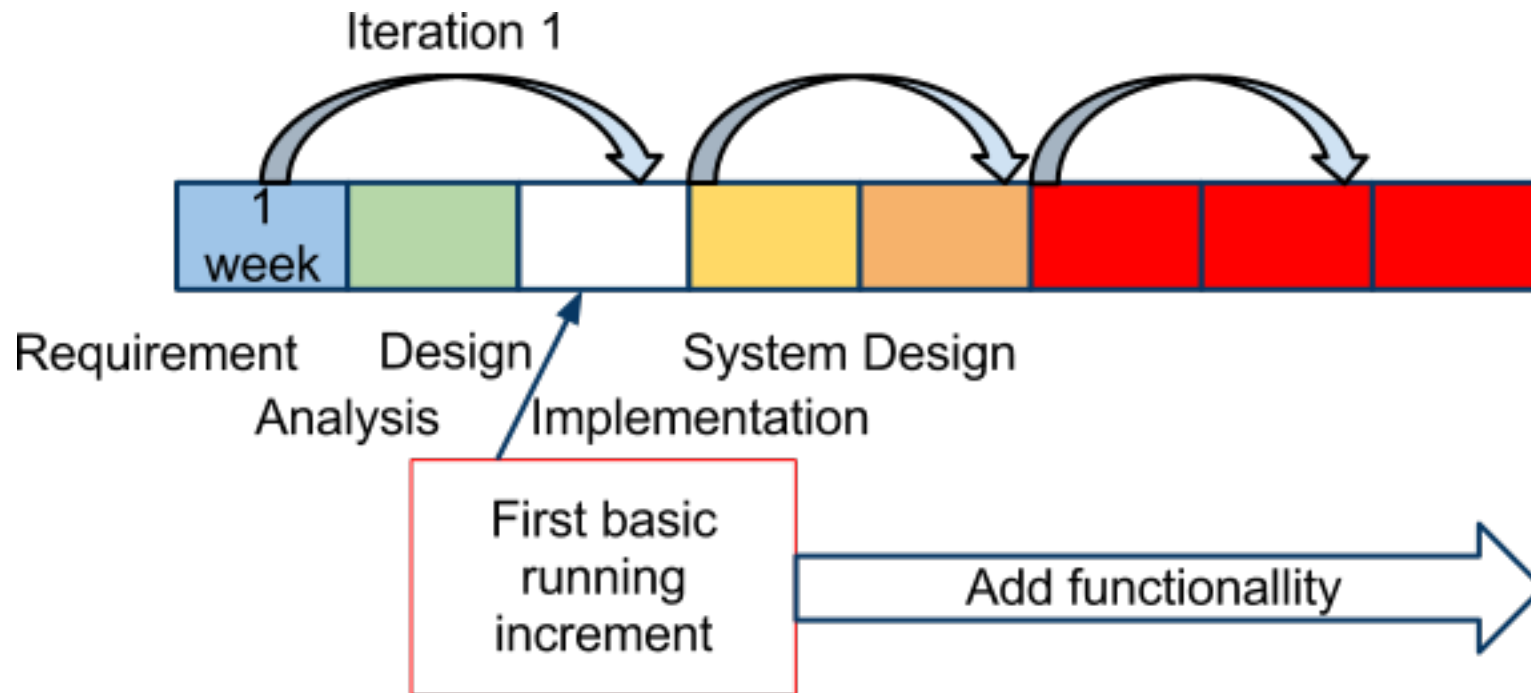 Iteration 1
1
week
Requirement
Design
System Design
Analysis
Implementation
First basic
running
increment
Add functionallity